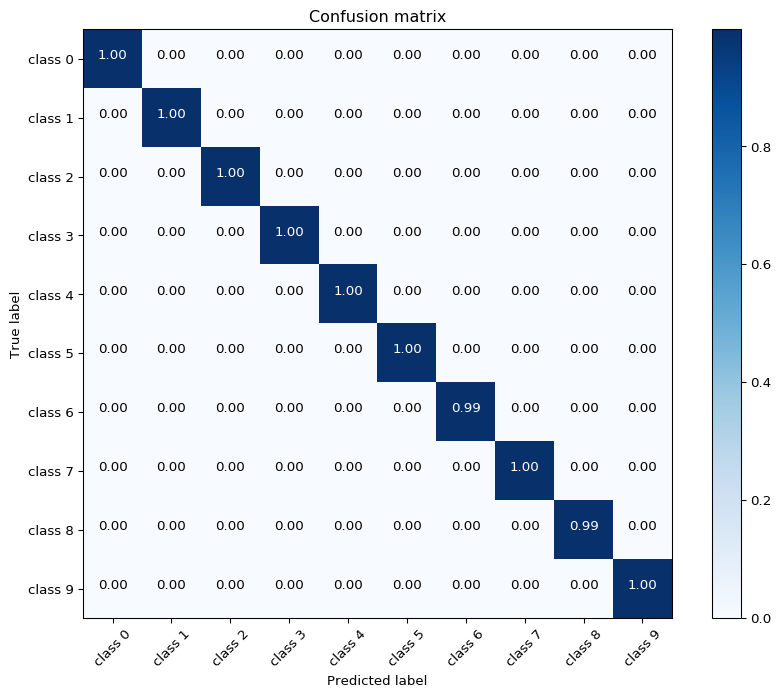 Confusion matrix
class 0 1.00 0.00 0.00 0.00 0.00 0.00 0.00 0.00 0.00 0.00
class 1 0.00 1.00 0.00 0.00 0.00 0.00 0.00 0.00 0.00 0.00
class 2 0.00 0.00 1.00 0.00 0.00 0.00 0.00 0.00 0.00 0.00
class 3 0.00 0.00 0.00 1.00 0.00 0.00 0.00 0.00 0.00 0.00
class 4 0.00 0.00 0.00 0.00 1.00 0.00 0.00 0.00 0.00 0.00
class 5 0.00 0.00 0.00 0.00 0.00 1.00 0.00 0.00 0.00 0.00
class 6 0.00 0.00 0.00 0.00 0.00 0.00 0.99 0.00 0.00 0.00
class 7 0.00 0.00 0.00 0.00 0.00 0.00 0.00 1.00 0.00 0.00
class 8 0.00 0.00 0.00 0.00 0.00 0.00 0.00 0.00 0.99 0.00
class 9 0.00 0.00 0.00 0.00 0.00 0.00 0.00 0.00 0.00 1.00
class 0 class 1 class 2 class 3 class 4 class 5 class 6 class 7 class 8 class 9
Predicted label
True label
0.8
0.6
0.4
0.2
0.0